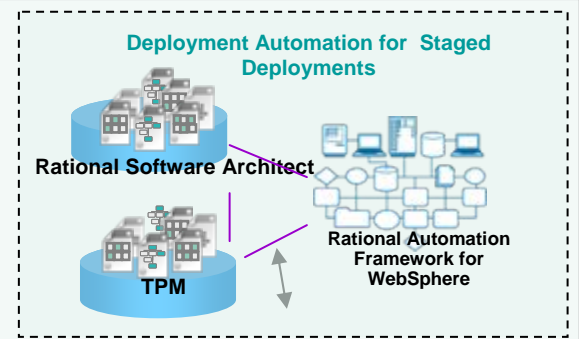 Deployment Automation for Staged
Deployments
Rational Software Architect
Rational Automation
Framework for
WebSphere
TPM